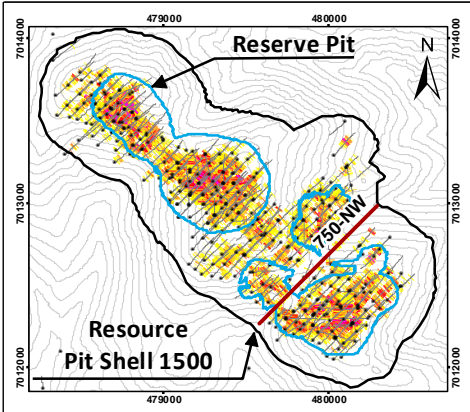 479000 480000
7014000 7014000
Reserve Pit
N
7013000 7013000
750-NW
Resource
Pit Shell 1500
7012000 7012000
479000 480000